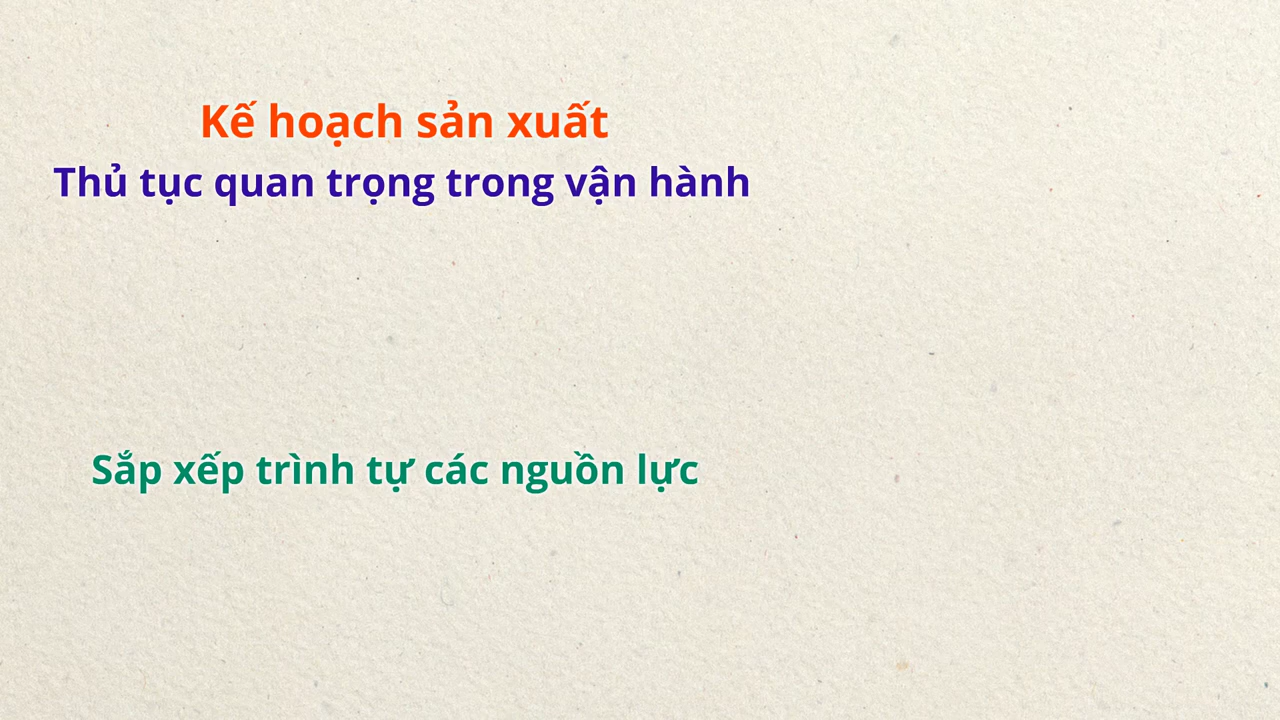 Kế hoạch sản xuất
Thủ tục quan trọng trong vận hành
Sắp xếp trình tự các nguồn lực